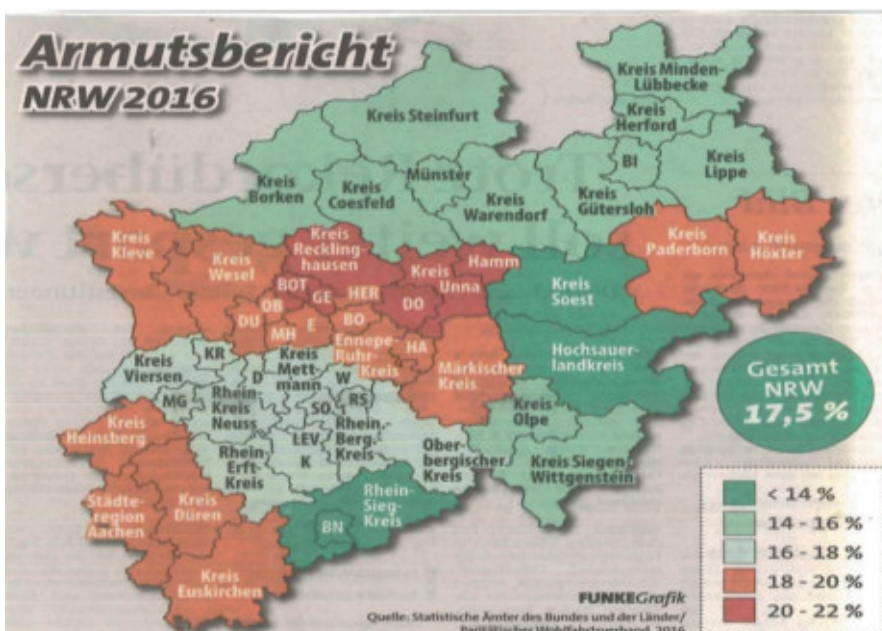 Armutsbericht
NRW 2016
Kreis Minden-
Lübbecke
Kreis Steinfurt
Kreis
Herford
BI
Kreis
Lippe
Münster
Kreis
Borken
Kreis
Coesfeld
Kreis
Warendorf
Kreis
Gütersloh
Kreis
Paderborn
Kreis
Höxter
Kreis
Kleve
Kreis
Wesel
Kreis
Reckling-
hausen
Kreis
Unna
Hamm
Kreis
Soest
BOT
GE
HER
DO
OB
DU
MH
E
BO
Ennepe-
Ruhr-
Kreis
HA
Märkischer
Kreis
Hochsauer-
landkreis
Gesamt
NRW
17,5 %
Kreis
Viersen
KR
D
Kreis
Mett-
mann
W
MG
Rhein-
Kreis
Neuss
SO
RS
Kreis
Olpe
Kreis
Heinsberg
LEV
K
Rhein.-
Berg.
Kreis
Ober-
bergischer
Kreis
Kreis Siegen-
Wittgenstein
Rhein
Erft-
Kreis
Städte-
region
Aachen
Kreis
Düren
Rhein-
Sieg-
Kreis
BN
Kreis
Euskirchen
< 14 %
14 - 16 %
16 - 18 %
18 - 20 %
20 - 22 %
FUNKEGrafik
Quelle: Statistische Ämter des Bundes und der Länder/
Paritätischer Wohlfahrtsverband, 2016